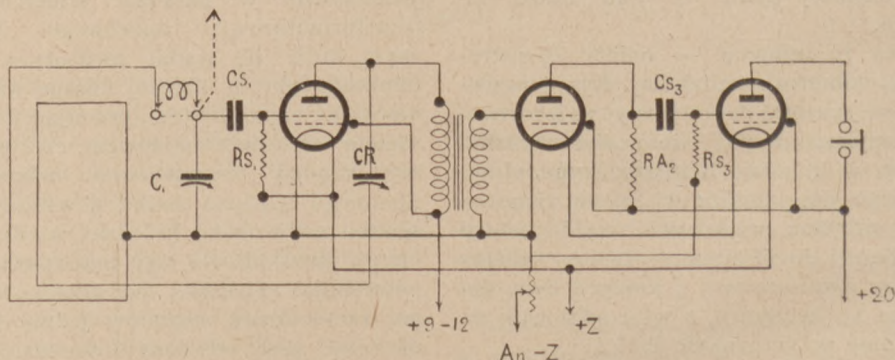 CS₁
CS₃
RS₁
CR
RA₂
RS₃
C₁
+9-12
+Z
+20
An -Z